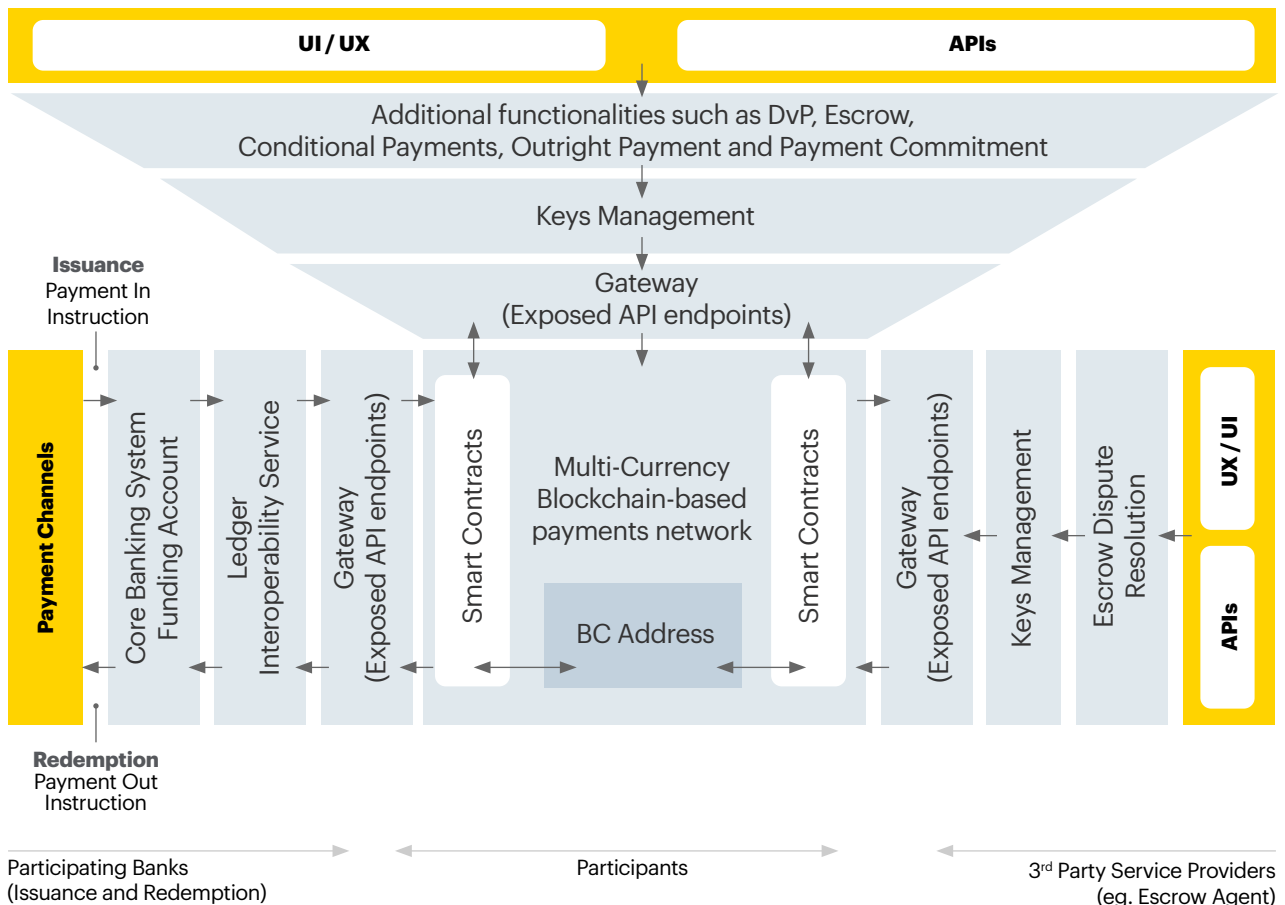 UI / UX
APIs
Additional functionalities such as DvP, Escrow,
Conditional Payments, Outright Payment and Payment Commitment
Keys Management
Gateway
(Exposed API endpoints)
Issuance
Payment In
Instruction
Payment Channels
Core Banking System
Funding Account
Ledger
Interoperability Service
Gateway
(Exposed API endpoints)
Smart Contracts
Multi-Currency
Blockchain-based
payments network
BC Address
Smart Contracts
Gateway
(Exposed API endpoints)
Keys Management
Escrow Dispute
Resolution
UX / UI
APIs
Redemption
Payment Out
Instruction
Participating Banks
(Issuance and Redemption)
Participants
3rd Party Service Providers
(eg. Escrow Agent)